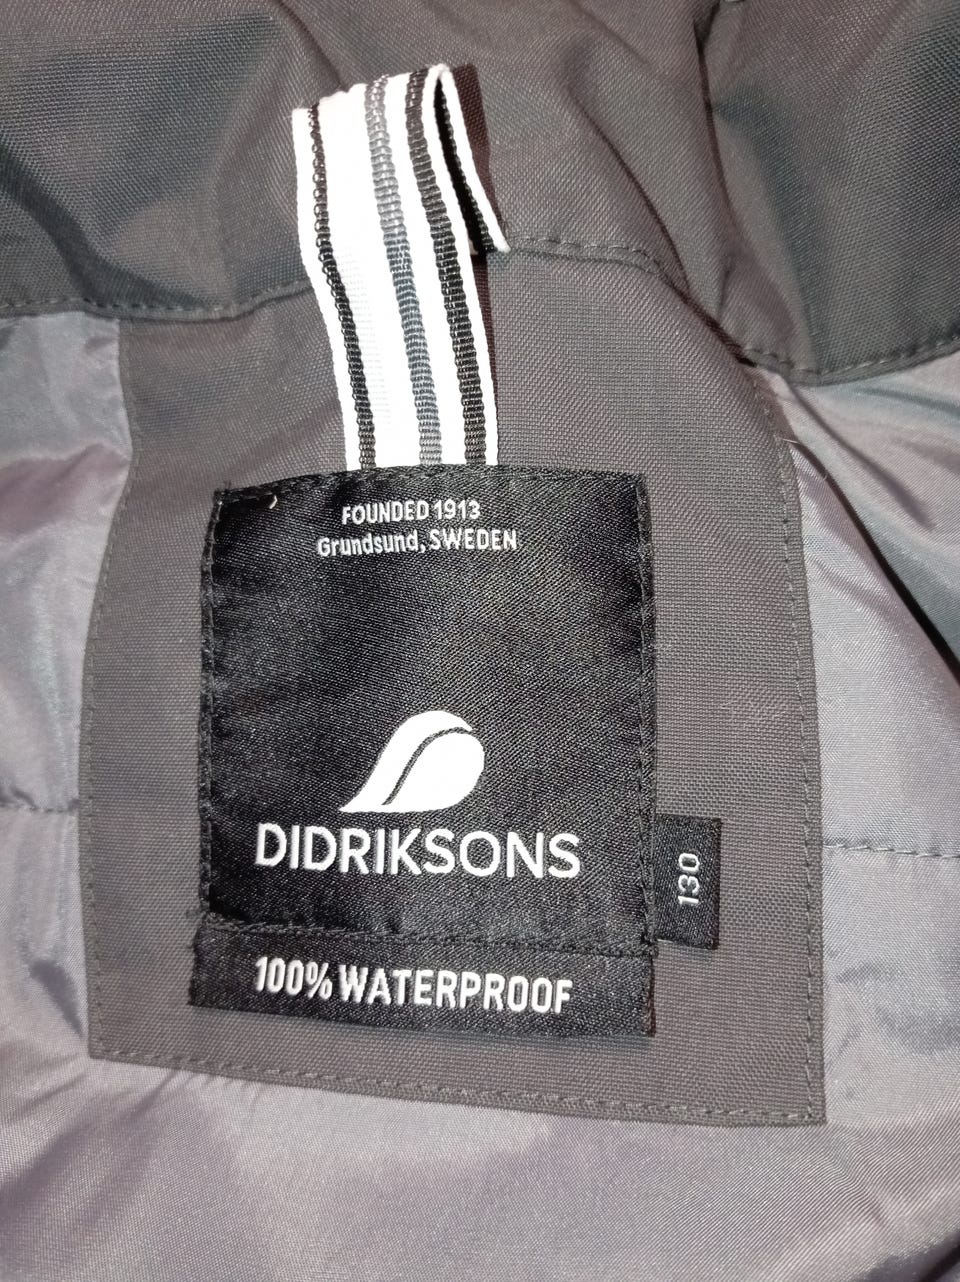 FOUNDED 1913
Grundsund, SWEDEN
DIDRIKSONS
130
100% WATERPROOF